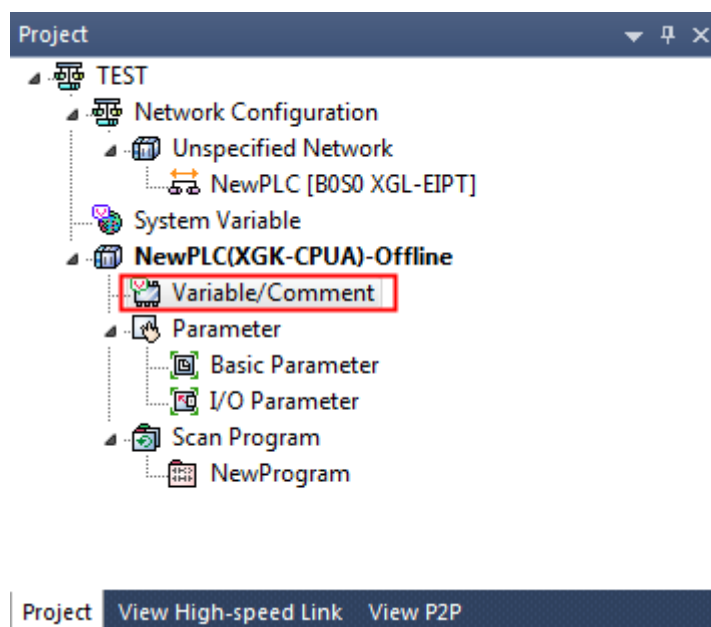 Project
TEST
Network Configuration
Unspecified Network
NewPLC [B0S0 XGL-EIPT]
System Variable
NewPLC(XGK-CPUA)-Offline
Variable/Comment
Parameter
Basic Parameter
I/O Parameter
Scan Program
NewProgram
Project View High-speed Link View P2P